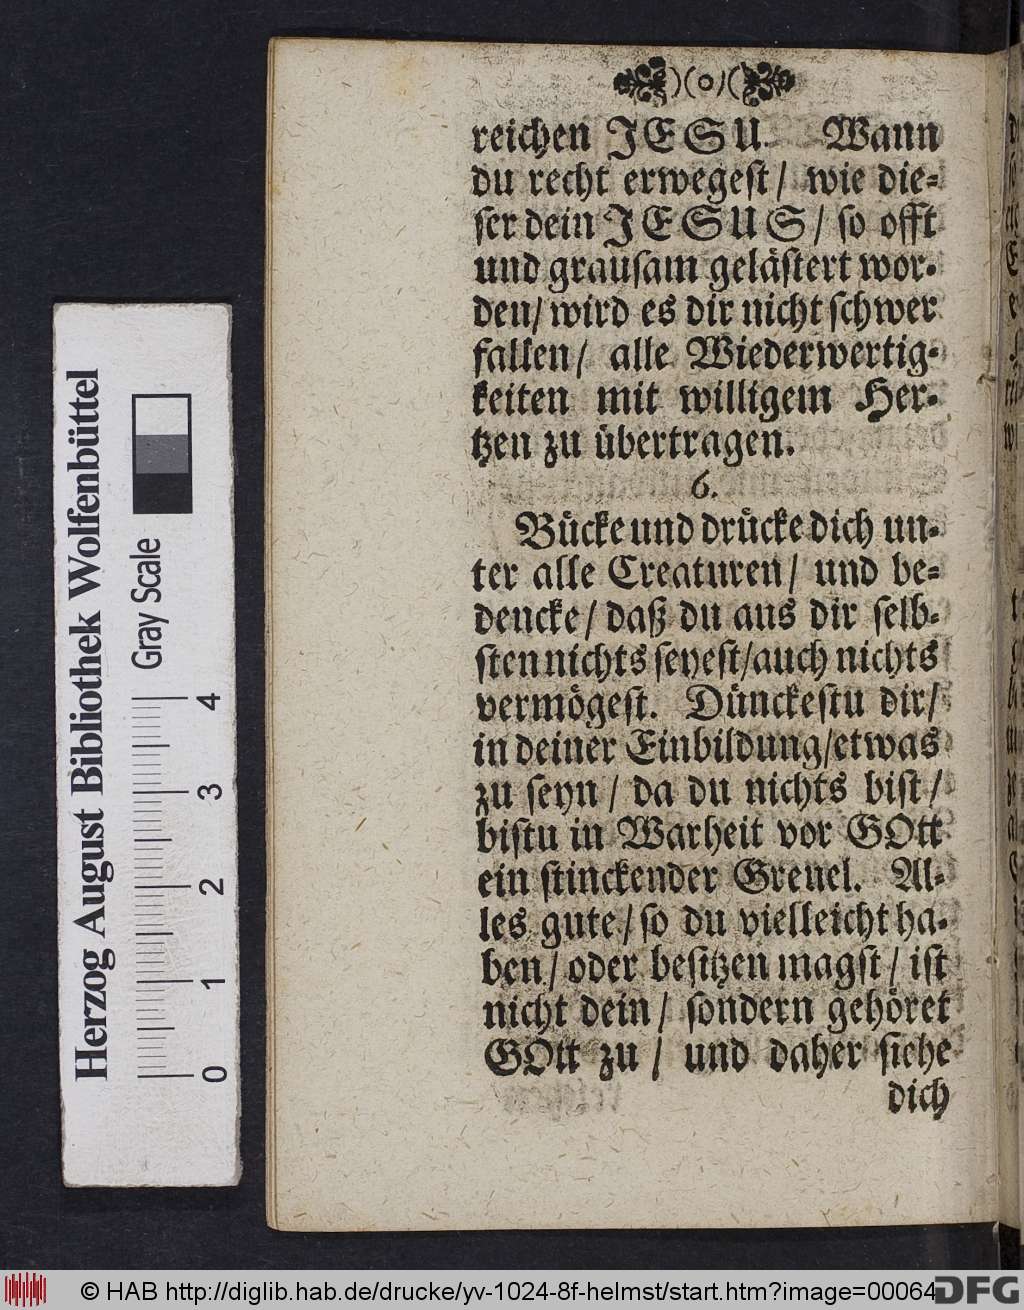 )(o)(
reichen JESU. Wann
du recht erwegest/ wie die-
ser dein JESUS/ so offt
und grausam gelästert wor-
den/ wird es dir nicht schwer
fallen/ alle Wiederwertig-
keiten mit willigem Her-
tzen zu übertragen.
6.
Bücke und drücke dich un-
ter alle Creaturen/ und be-
dencke/ daß du aus dir selb-
sten nichts seyest/auch nichts
vermögest. Dünckestu dir/
in deiner Einbildung/etwas
zu seyn/ da du nichts bist/
bistu in Warheit vor GOtt
ein stinckender Greuel. Al-
les gute/ so du vielleicht ha-
ben/ oder besitzen magst/ ist
nicht dein/ sondern gehöret
GOtt zu/ und daher siehe
dich
Herzog August Bibliothek Wolfenbüttel
Gray Scale
0 1 2 3 4
© HAB http://diglib.hab.de/drucke/yv-1024-8f-helmst/start.htm?image=00064
DFG